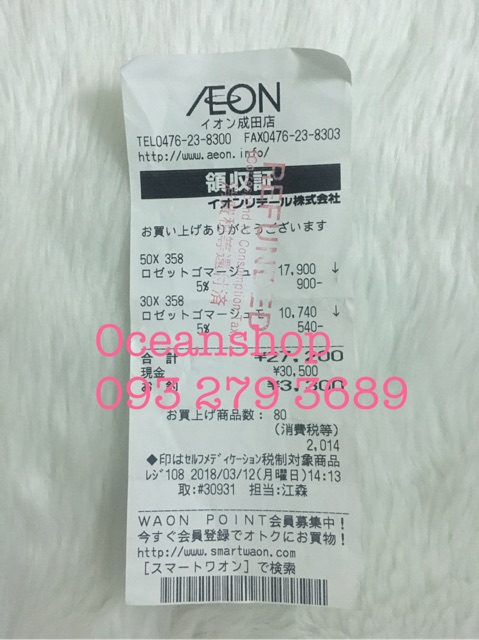 ÆON
イオン成田店
TEL0476-23-8300 FAX0476-23-8303
http://www.aeon.info/
領収証
イオンリテール株式会社
REFUNDED
Consumption Tax
お買い上げありがとうございます
50X 358
ロゼットゴマージュ 17,900 ↓
5% 900-
30X 358
ロゼットゴマージュモ 10,740 ↓
5% 540-
Oceanshop
合計 ¥27,200
現金 ¥30,500
お釣 ¥3,300
093 279 3689
お買上げ商品数: 80
(消費税等)
2,014
◆印はセルフメディケーション税制対象商品
レジ108 2018/03/12(月曜日)14:13
取:#30931 担当:江森
WAON POINT会員募集中!
今すぐ会員登録でオトクにお買物!
http://www.smartwaon.com
[スマートワオン]で検索